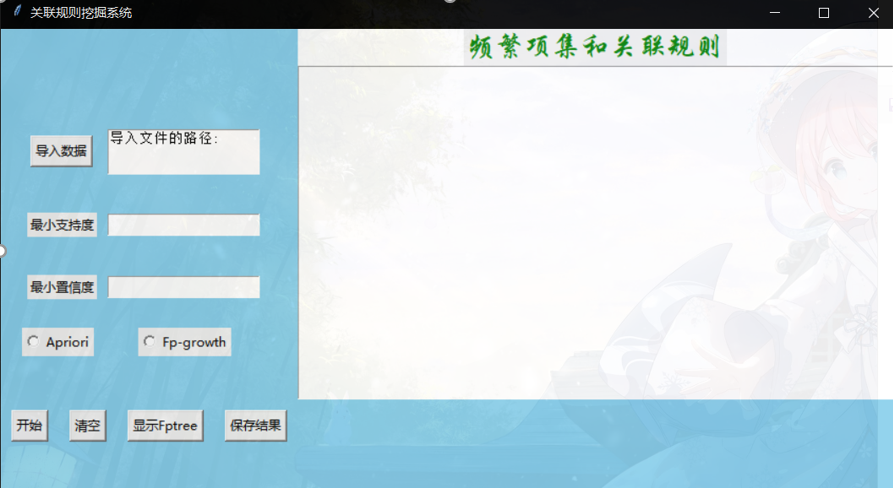 关联规则挖掘系统
频繁项集和关联规则
导入数据
导入文件的路径:
最小支持度
最小置信度
Apriori
Fp-growth
开始
清空
显示Fptree
保存结果